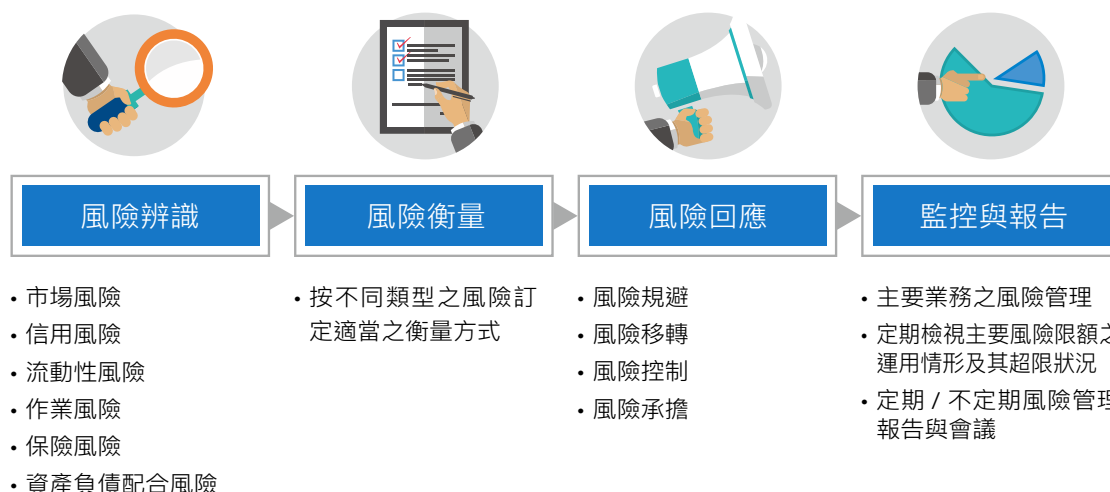 風險辨識
• 市場風險
• 信用風險
• 流動性風險
• 作業風險
• 保險風險
• 資產負債配合風險
風險衡量
• 按不同類型之風險訂
定適當之衡量方式
風險回應
• 風險規避
• 風險移轉
• 風險控制
• 風險承擔
監控與報告
• 主要業務之風險管理
• 定期檢視主要風險限額之
運用情形及其超限狀況
• 定期 / 不定期風險管理
報告與會議